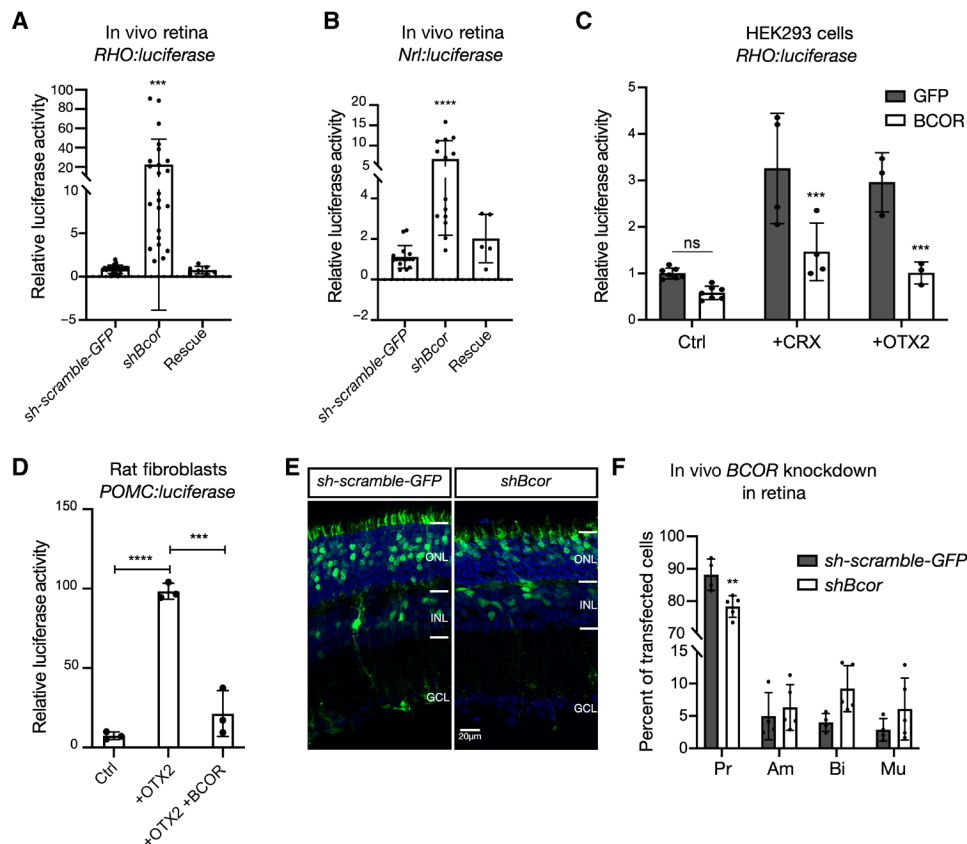 A
In vivo retina
RHO:luciferase
Relative luciferase activity
***
100
80
60
40
20
10
5
0
−5
sh-scramble-GFP
shBcor
Rescue
B
In vivo retina
Nrl:luciferase
Relative luciferase activity
****
20
15
10
5
4
2
0
−2
sh-scramble-GFP
shBcor
Rescue
C
HEK293 cells
RHO:luciferase
Relative luciferase activity
GFP
BCOR
5
4
3
2
1
0
ns
***
***
Ctrl
+CRX
+OTX2
D
Rat fibroblasts
POMC:luciferase
Relative luciferase activity
150
100
50
0
****
***
Ctrl
+OTX2
+OTX2 +BCOR
E
sh-scramble-GFP
shBcor
ONL
INL
GCL
ONL
INL
GCL
20µm
F
In vivo BCOR knockdown
in retina
Percent of transfected cells
sh-scramble-GFP
shBcor
100
90
80
70
60
15
10
5
0
**
Pr
Am
Bi
Mu